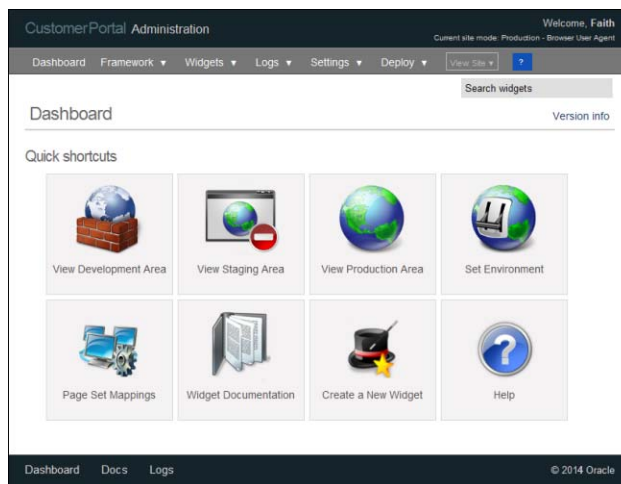 CustomerPortal Administration
Welcome, Faith
Current site mode: Production - Browser User Agent
Dashboard Framework ▼ Widgets ▼ Logs ▼ Settings ▼ Deploy ▼ View Site ▼ ?
Search widgets
Dashboard
Version info
Quick shortcuts
View Development Area View Staging Area View Production Area Set Environment
Page Set Mappings Widget Documentation Create a New Widget Help
Dashboard Docs Logs © 2014 Oracle